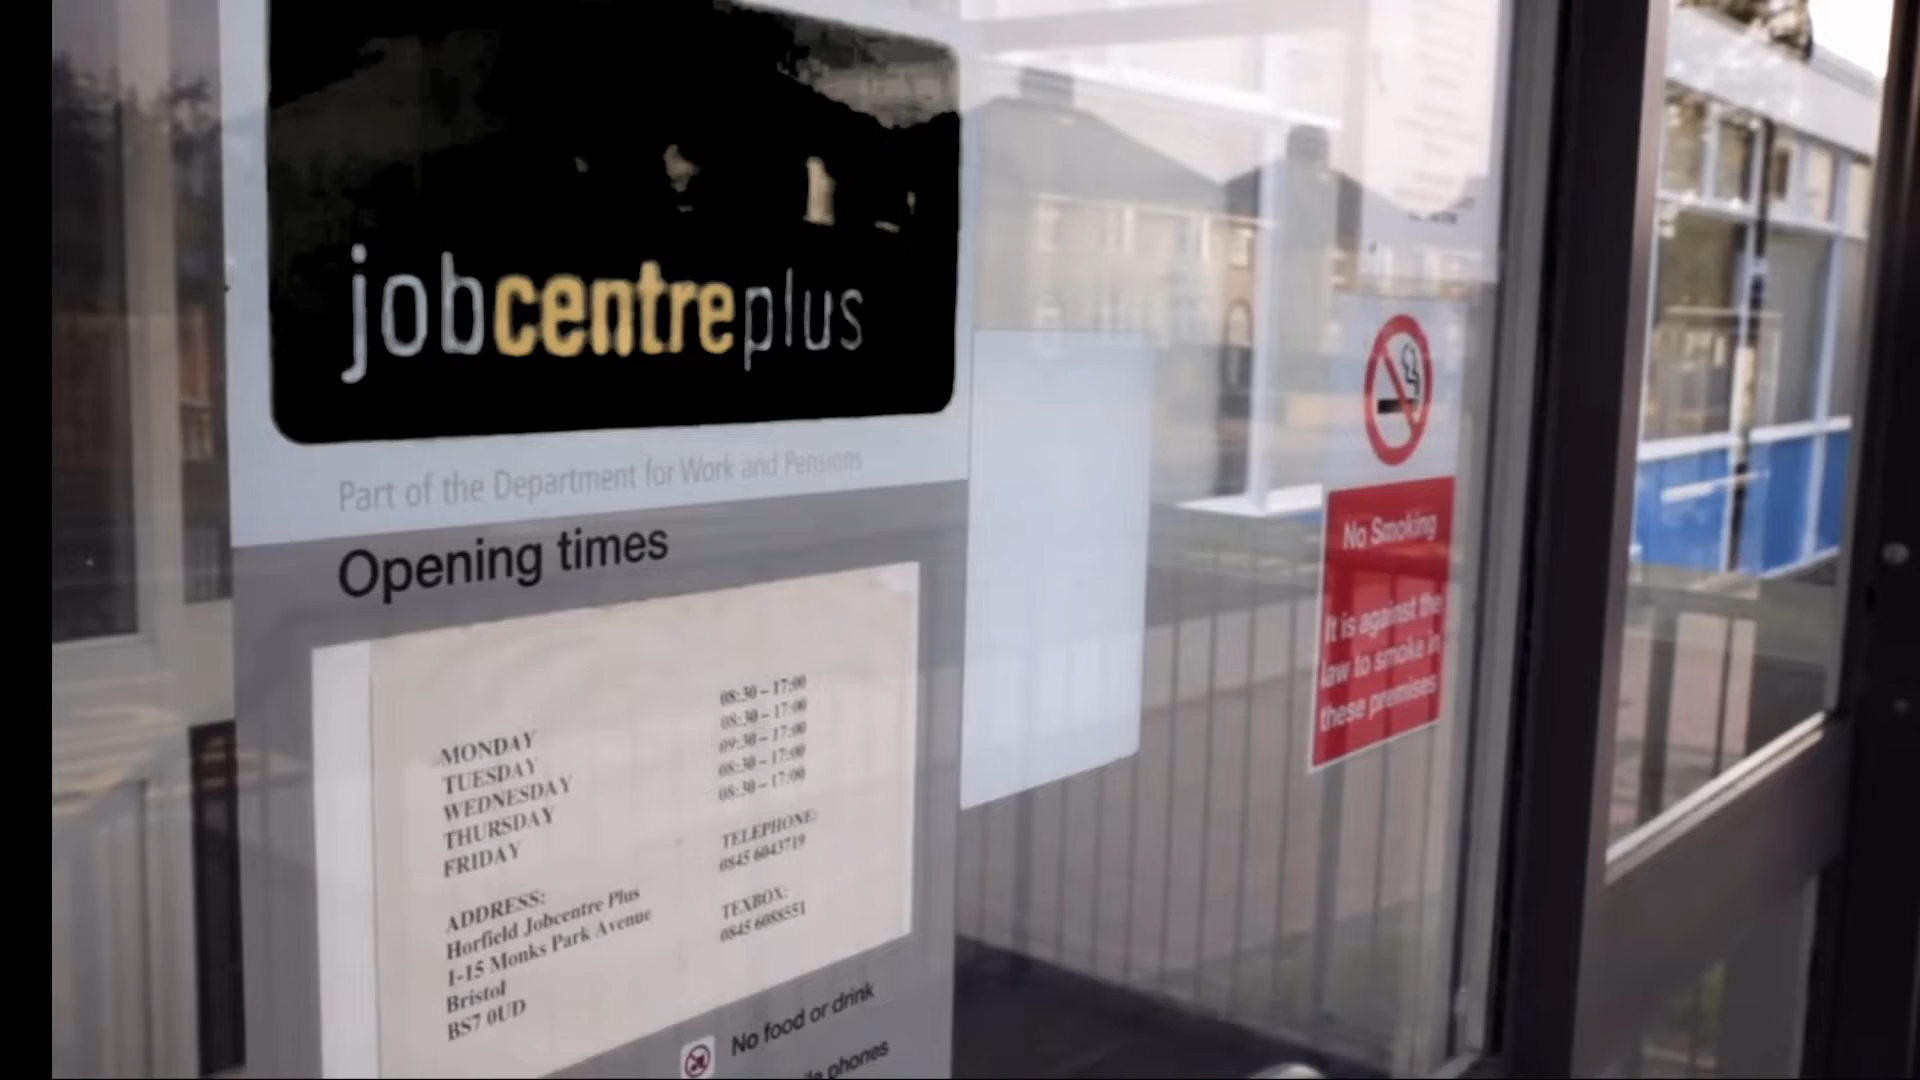 jobcentreplus
Part of the Department for Work and Pensions
Opening times
MONDAY
TUESDAY
WEDNESDAY
THURSDAY
FRIDAY
08:30 – 17:00
08:30 – 17:00
09:30 – 17:00
08:30 – 17:00
08:30 – 17:00
ADDRESS:
Horfield Jobcentre Plus
1-15 Monks Park Avenue
Bristol
BS7 0UD
TELEPHONE:
0845 6043719
TEXBOX:
0845 6088551
No food or drink
phones
No Smoking
It is against the
law to smoke in
these premises